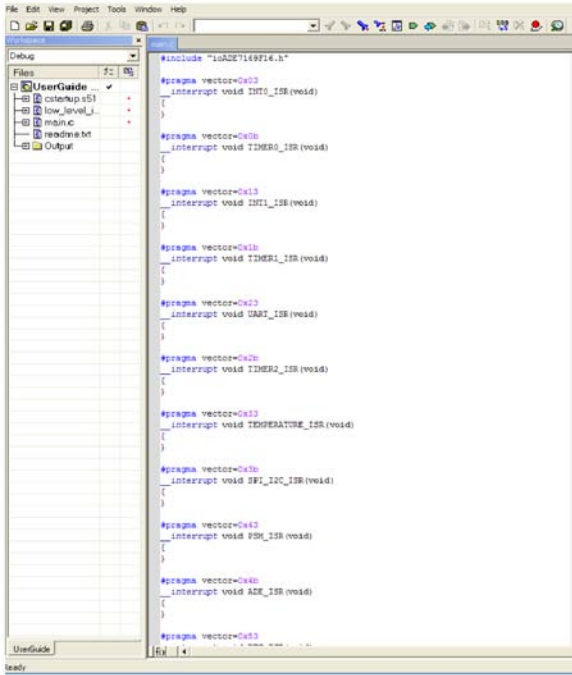 File Edit View Project Tools Window Help
Workspace
main.c
Debug
Files
UserGuide ...
cstartup.s51
low_level_i...
main.c
readme.txt
Output
#include "ioADE7169F16.h"
#pragma vector=0x03
__interrupt void INT0_ISR(void)
{
}
#pragma vector=0x0b
__interrupt void TIMER0_ISR(void)
{
}
#pragma vector=0x13
__interrupt void INT1_ISR(void)
{
}
#pragma vector=0x1b
__interrupt void TIMER1_ISR(void)
{
}
#pragma vector=0x23
__interrupt void UART_ISR(void)
{
}
#pragma vector=0x2b
__interrupt void TIMER2_ISR(void)
{
}
#pragma vector=0x33
__interrupt void TEMPERATURE_ISR(void)
{
}
#pragma vector=0x3b
__interrupt void SPI_I2C_ISR(void)
{
}
#pragma vector=0x43
__interrupt void PSM_ISR(void)
{
}
#pragma vector=0x4b
__interrupt void ADE_ISR(void)
{
}
#pragma vector=0x53
UserGuide
Ready